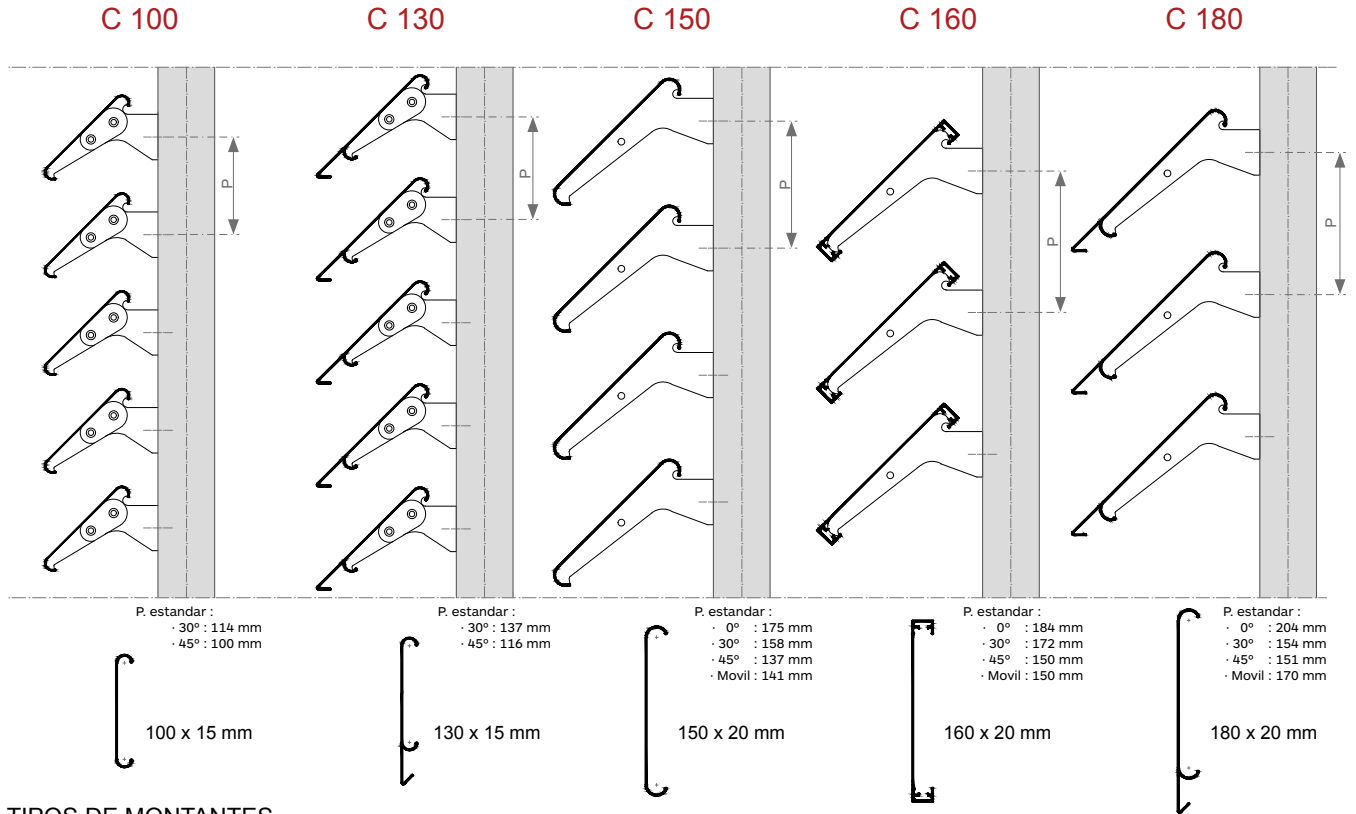 C 100
C 130
C 150
C 160
C 180
P
P
P
P
P
P. estandar :
· 30º : 114 mm
· 45º : 100 mm
100 x 15 mm
P. estandar :
· 30º : 137 mm
· 45º : 116 mm
130 x 15 mm
P. estandar :
· 0º : 175 mm
· 30º : 158 mm
· 45º : 137 mm
· Movil : 141 mm
150 x 20 mm
P. estandar :
· 0º : 184 mm
· 30º : 172 mm
· 45º : 150 mm
· Movil : 150 mm
160 x 20 mm
P. estandar :
· 0º : 204 mm
· 30º : 154 mm
· 45º : 151 mm
· Movil : 170 mm
180 x 20 mm
TIPOS DE MONTANTES